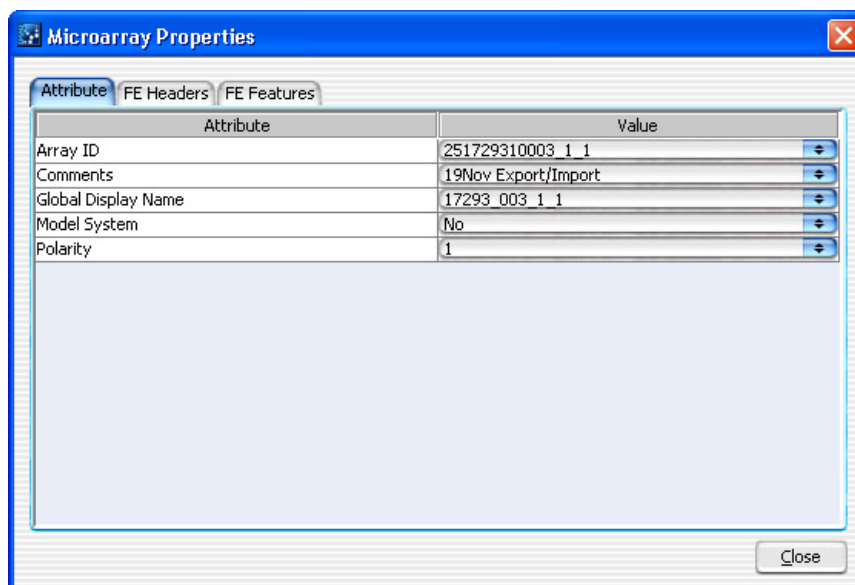 Microarray Properties
Attribute FE Headers FE Features
Attribute Value
Array ID 251729310003_1_1
Comments 19Nov Export/Import
Global Display Name 17293_003_1_1
Model System No
Polarity 1
Close